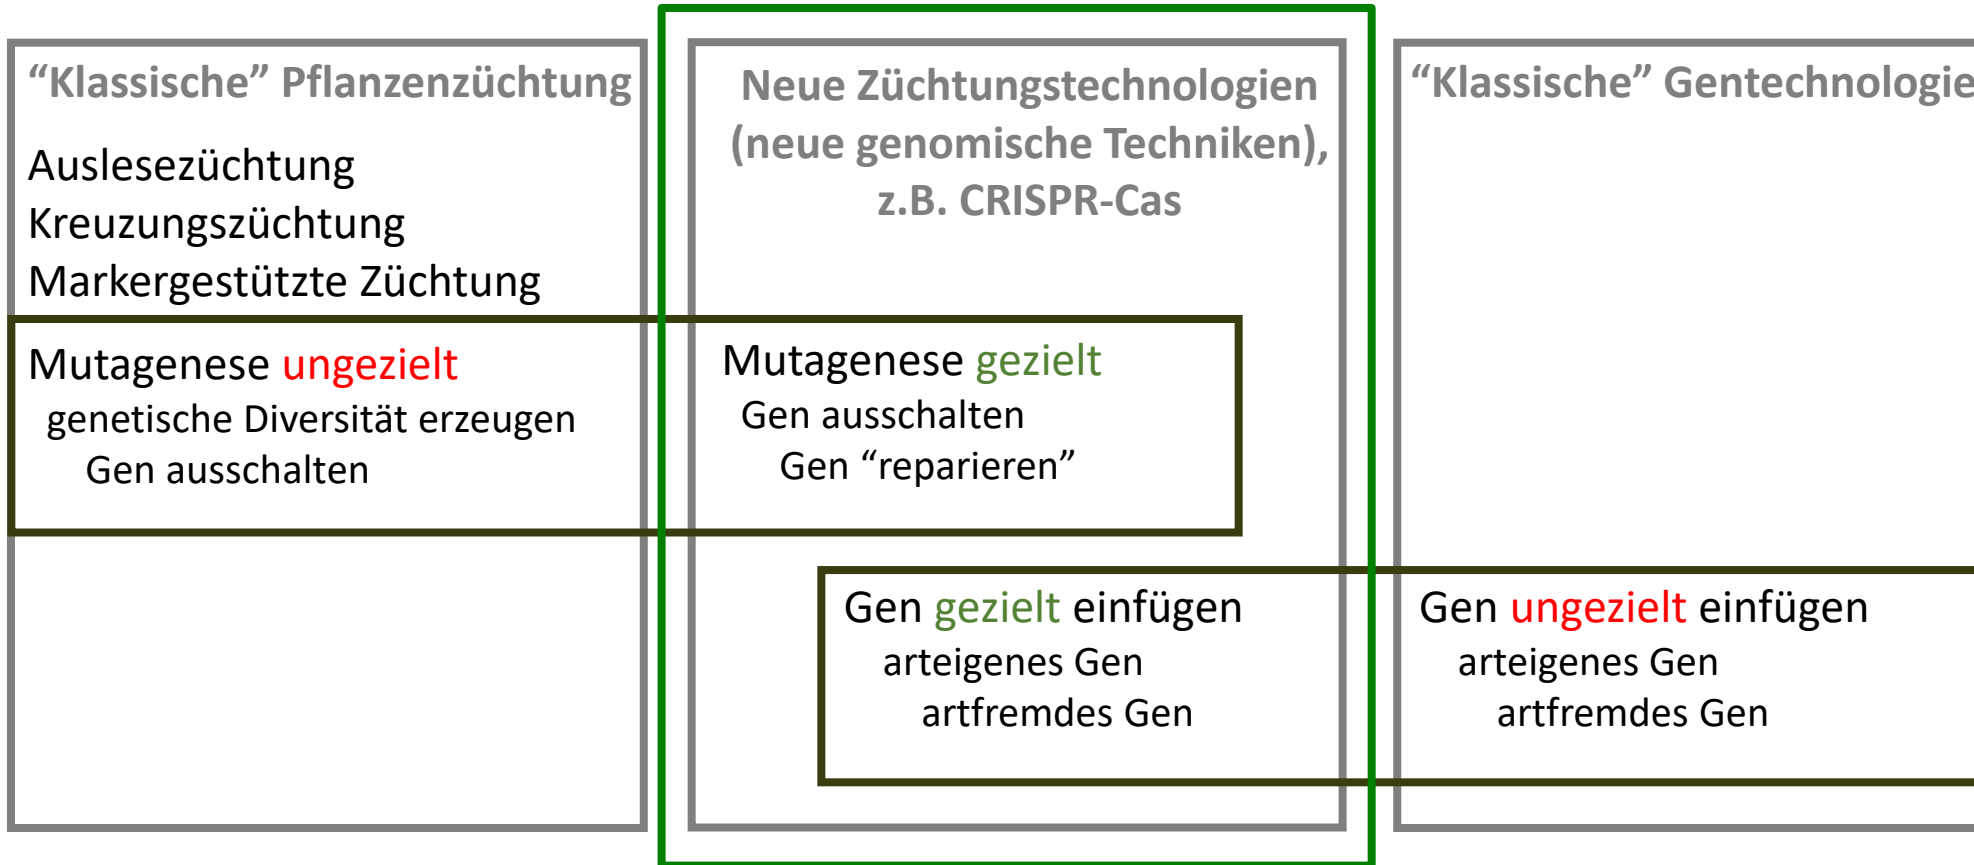 “Klassische” Pflanzenzüchtung
Auslesezüchtung
Kreuzungszüchtung
Markergestützte Züchtung
Mutagenese ungezielt
genetische Diversität erzeugen
Gen ausschalten
Neue Züchtungstechnologien
(neue genomische Techniken),
z.B. CRISPR-Cas
Mutagenese gezielt
Gen ausschalten
Gen “reparieren”
Gen gezielt einfügen
arteigenes Gen
artfremdes Gen
“Klassische” Gentechnologie
Gen ungezielt einfügen
arteigenes Gen
artfremdes Gen